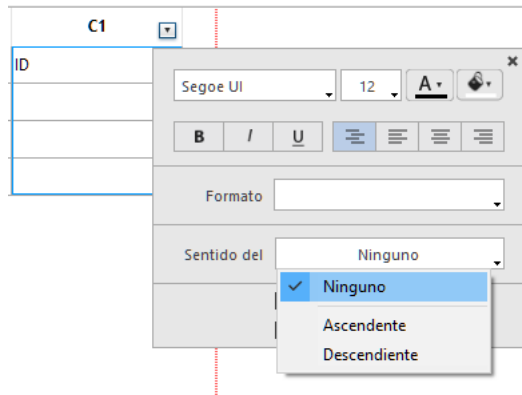 C1
ID
Segoe UI 12 A
B I U
Formato
Sentido del Ninguno
Ninguno
Ascendente
Descendiente